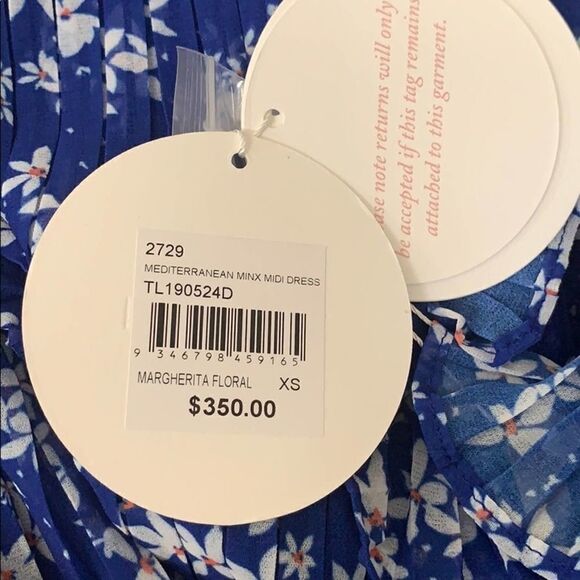 2729
MEDITERRANEAN MINX MIDI DRESS
TL190524D
9 346798 459165
MARGHERITA FLORAL XS
$350.00
note returns will only
be accepted if this tag remains
attached to this garment.